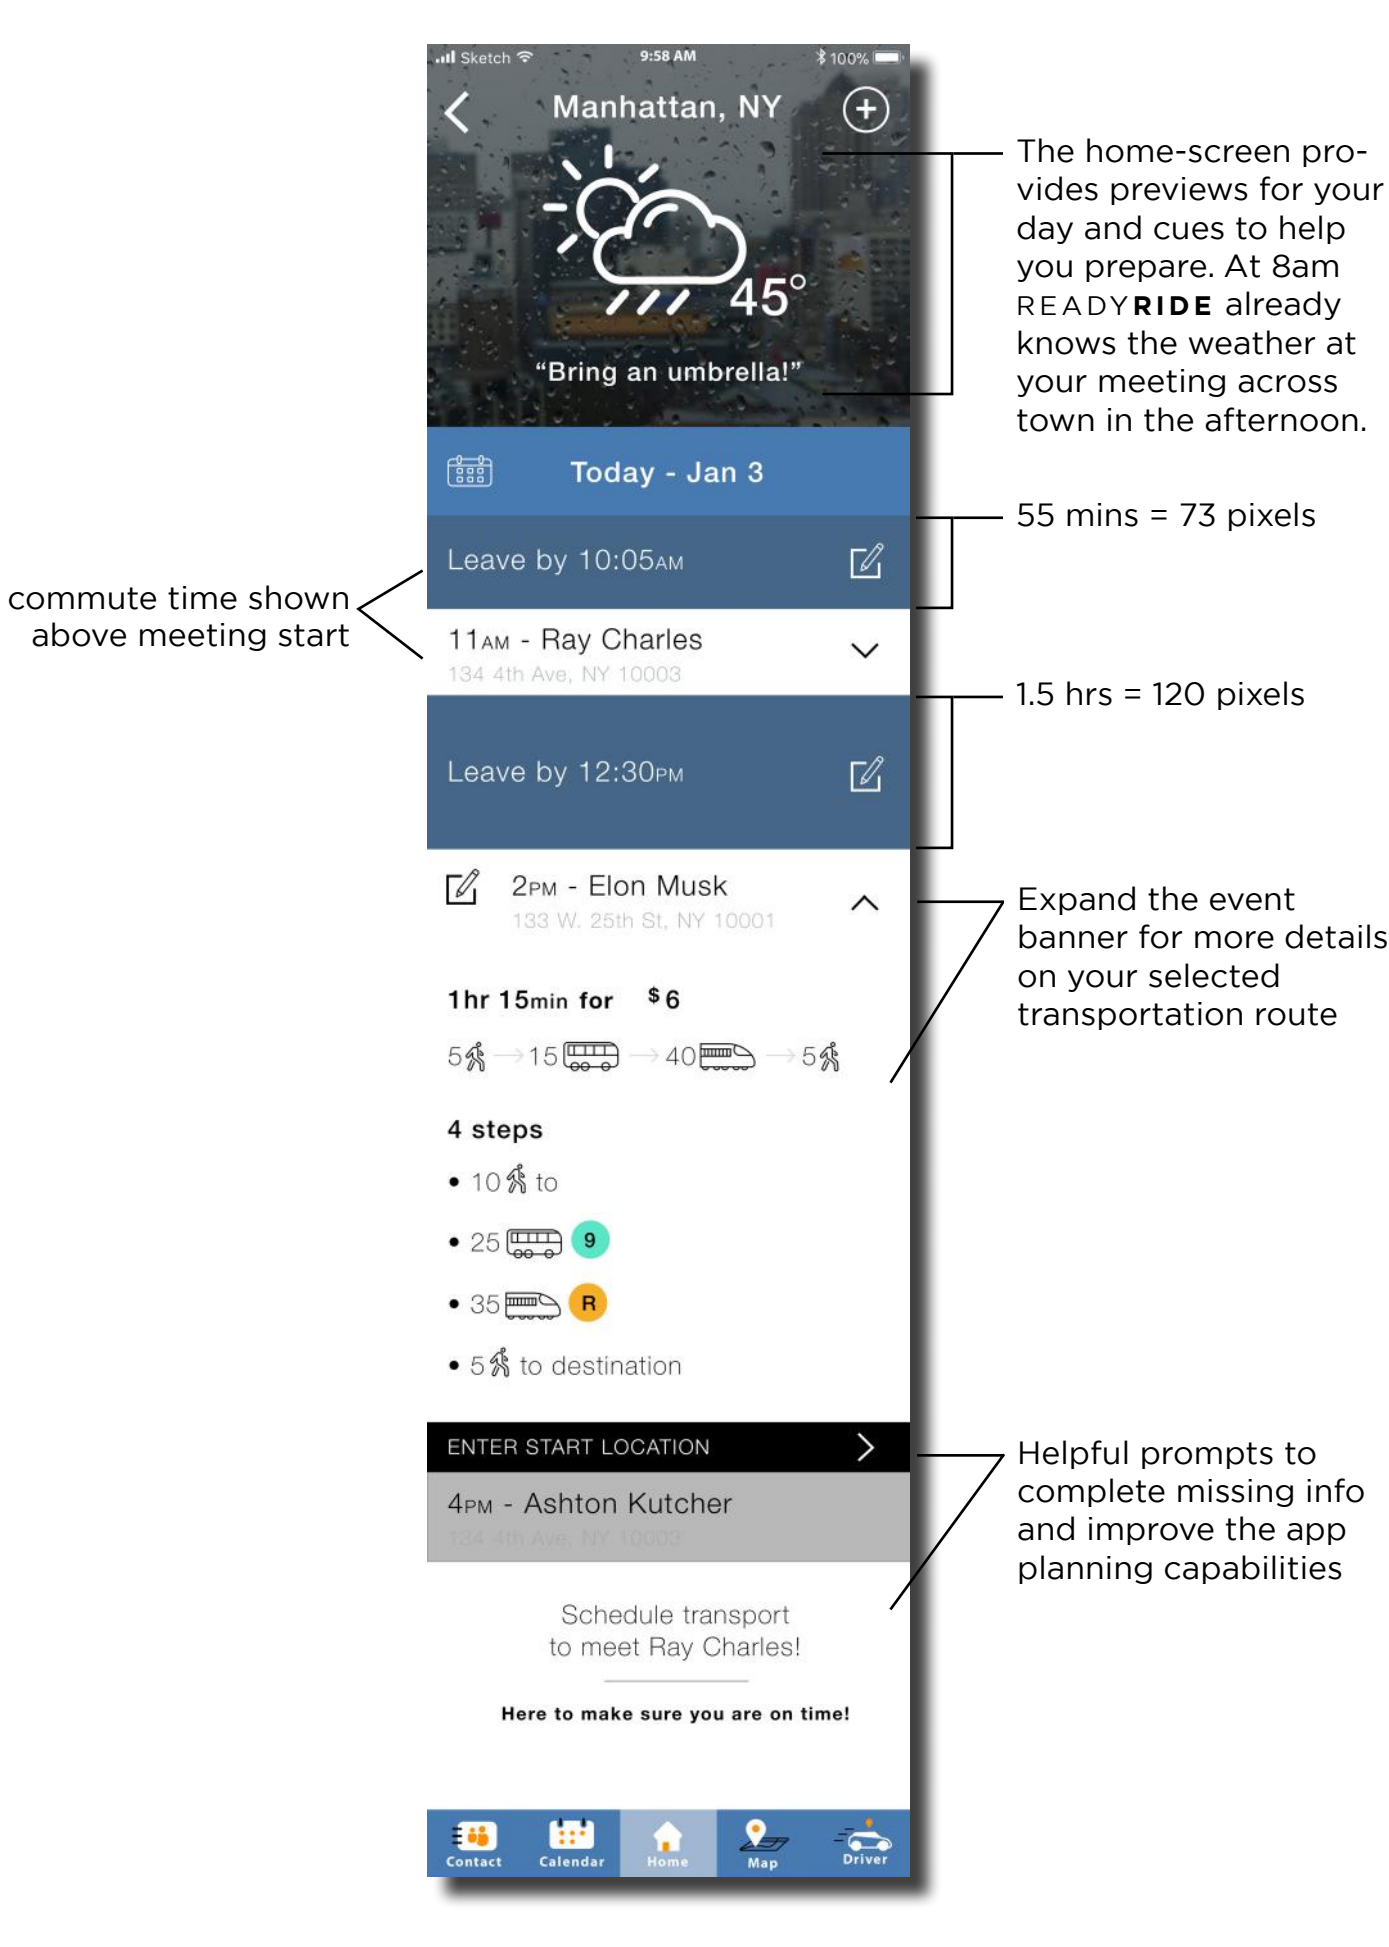 Sketch
9:58 AM
100%
Manhattan, NY
45°
“Bring an umbrella!”
The home-screen pro-
vides previews for your
day and cues to help
you prepare. At 8am
READYRIDE already
knows the weather at
your meeting across
town in the afternoon.
Today - Jan 3
55 mins = 73 pixels
Leave by 10:05AM
commute time shown
above meeting start
11AM - Ray Charles
134 4th Ave, NY 10003
1.5 hrs = 120 pixels
Leave by 12:30PM
2PM - Elon Musk
133 W. 25th St, NY 10001
Expand the event
banner for more details
on your selected
transportation route
1hr 15min for $6
5 → 15 → 40 → 5
4 steps
• 10 to
• 25 9
• 35 R
• 5 to destination
ENTER START LOCATION
4PM - Ashton Kutcher
134 4th Ave, NY 10003
Helpful prompts to
complete missing info
and improve the app
planning capabilities
Schedule transport
to meet Ray Charles!
Here to make sure you are on time!
Contact Calendar Home Map Driver